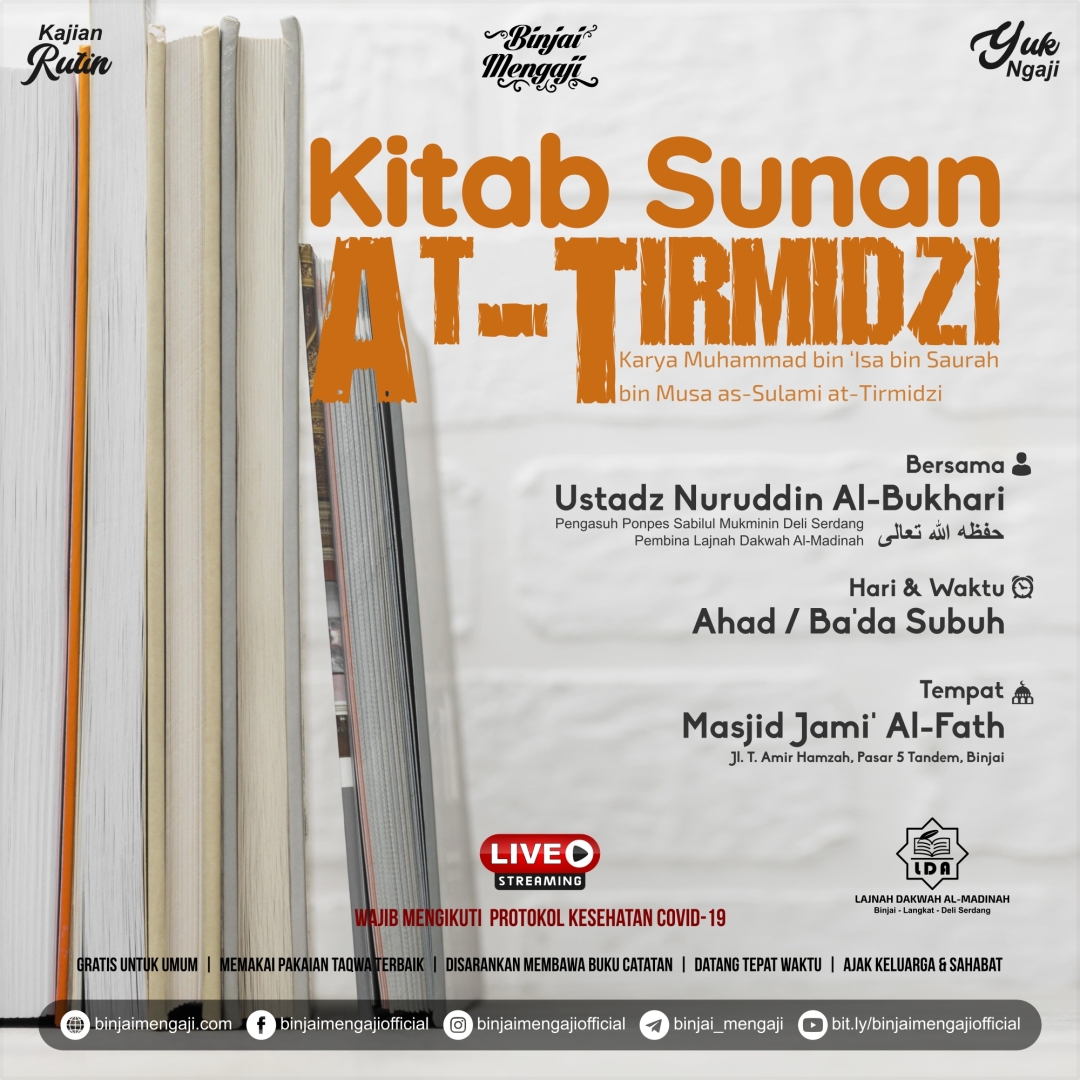 Kajian
Rutin
Binjai
Mengaji
Yuk
Ngaji
Kitab Sunan
AT-TIRMIDZI
Karya Muhammad bin ‘Isa bin Saurah
bin Musa as-Sulami at-Tirmidzi
Bersama
Ustadz Nuruddin Al-Bukhari
Pengasuh Ponpes Sabilul Mukminin Deli Serdang
Pembina Lajnah Dakwah Al-Madinah
حفظه الله تعالى
Hari & Waktu
Ahad / Ba'da Subuh
Tempat
Masjid Jami' Al-Fath
Jl. T. Amir Hamzah, Pasar 5 Tandem, Binjai
LIVE
STREAMING
LDA
LAJNAH DAKWAH AL-MADINAH
Binjai - Langkat - Deli Serdang
WAJIB MENGIKUTI PROTOKOL KESEHATAN COVID-19
GRATIS UNTUK UMUM | MEMAKAI PAKAIAN TAQWA TERBAIK | DISARANKAN MEMBAWA BUKU CATATAN | DATANG TEPAT WAKTU | AJAK KELUARGA & SAHABAT
binjaimengaji.com binjaimengajiofficial binjaimengajiofficial binjai_mengaji bit.ly/binjaimengajiofficial